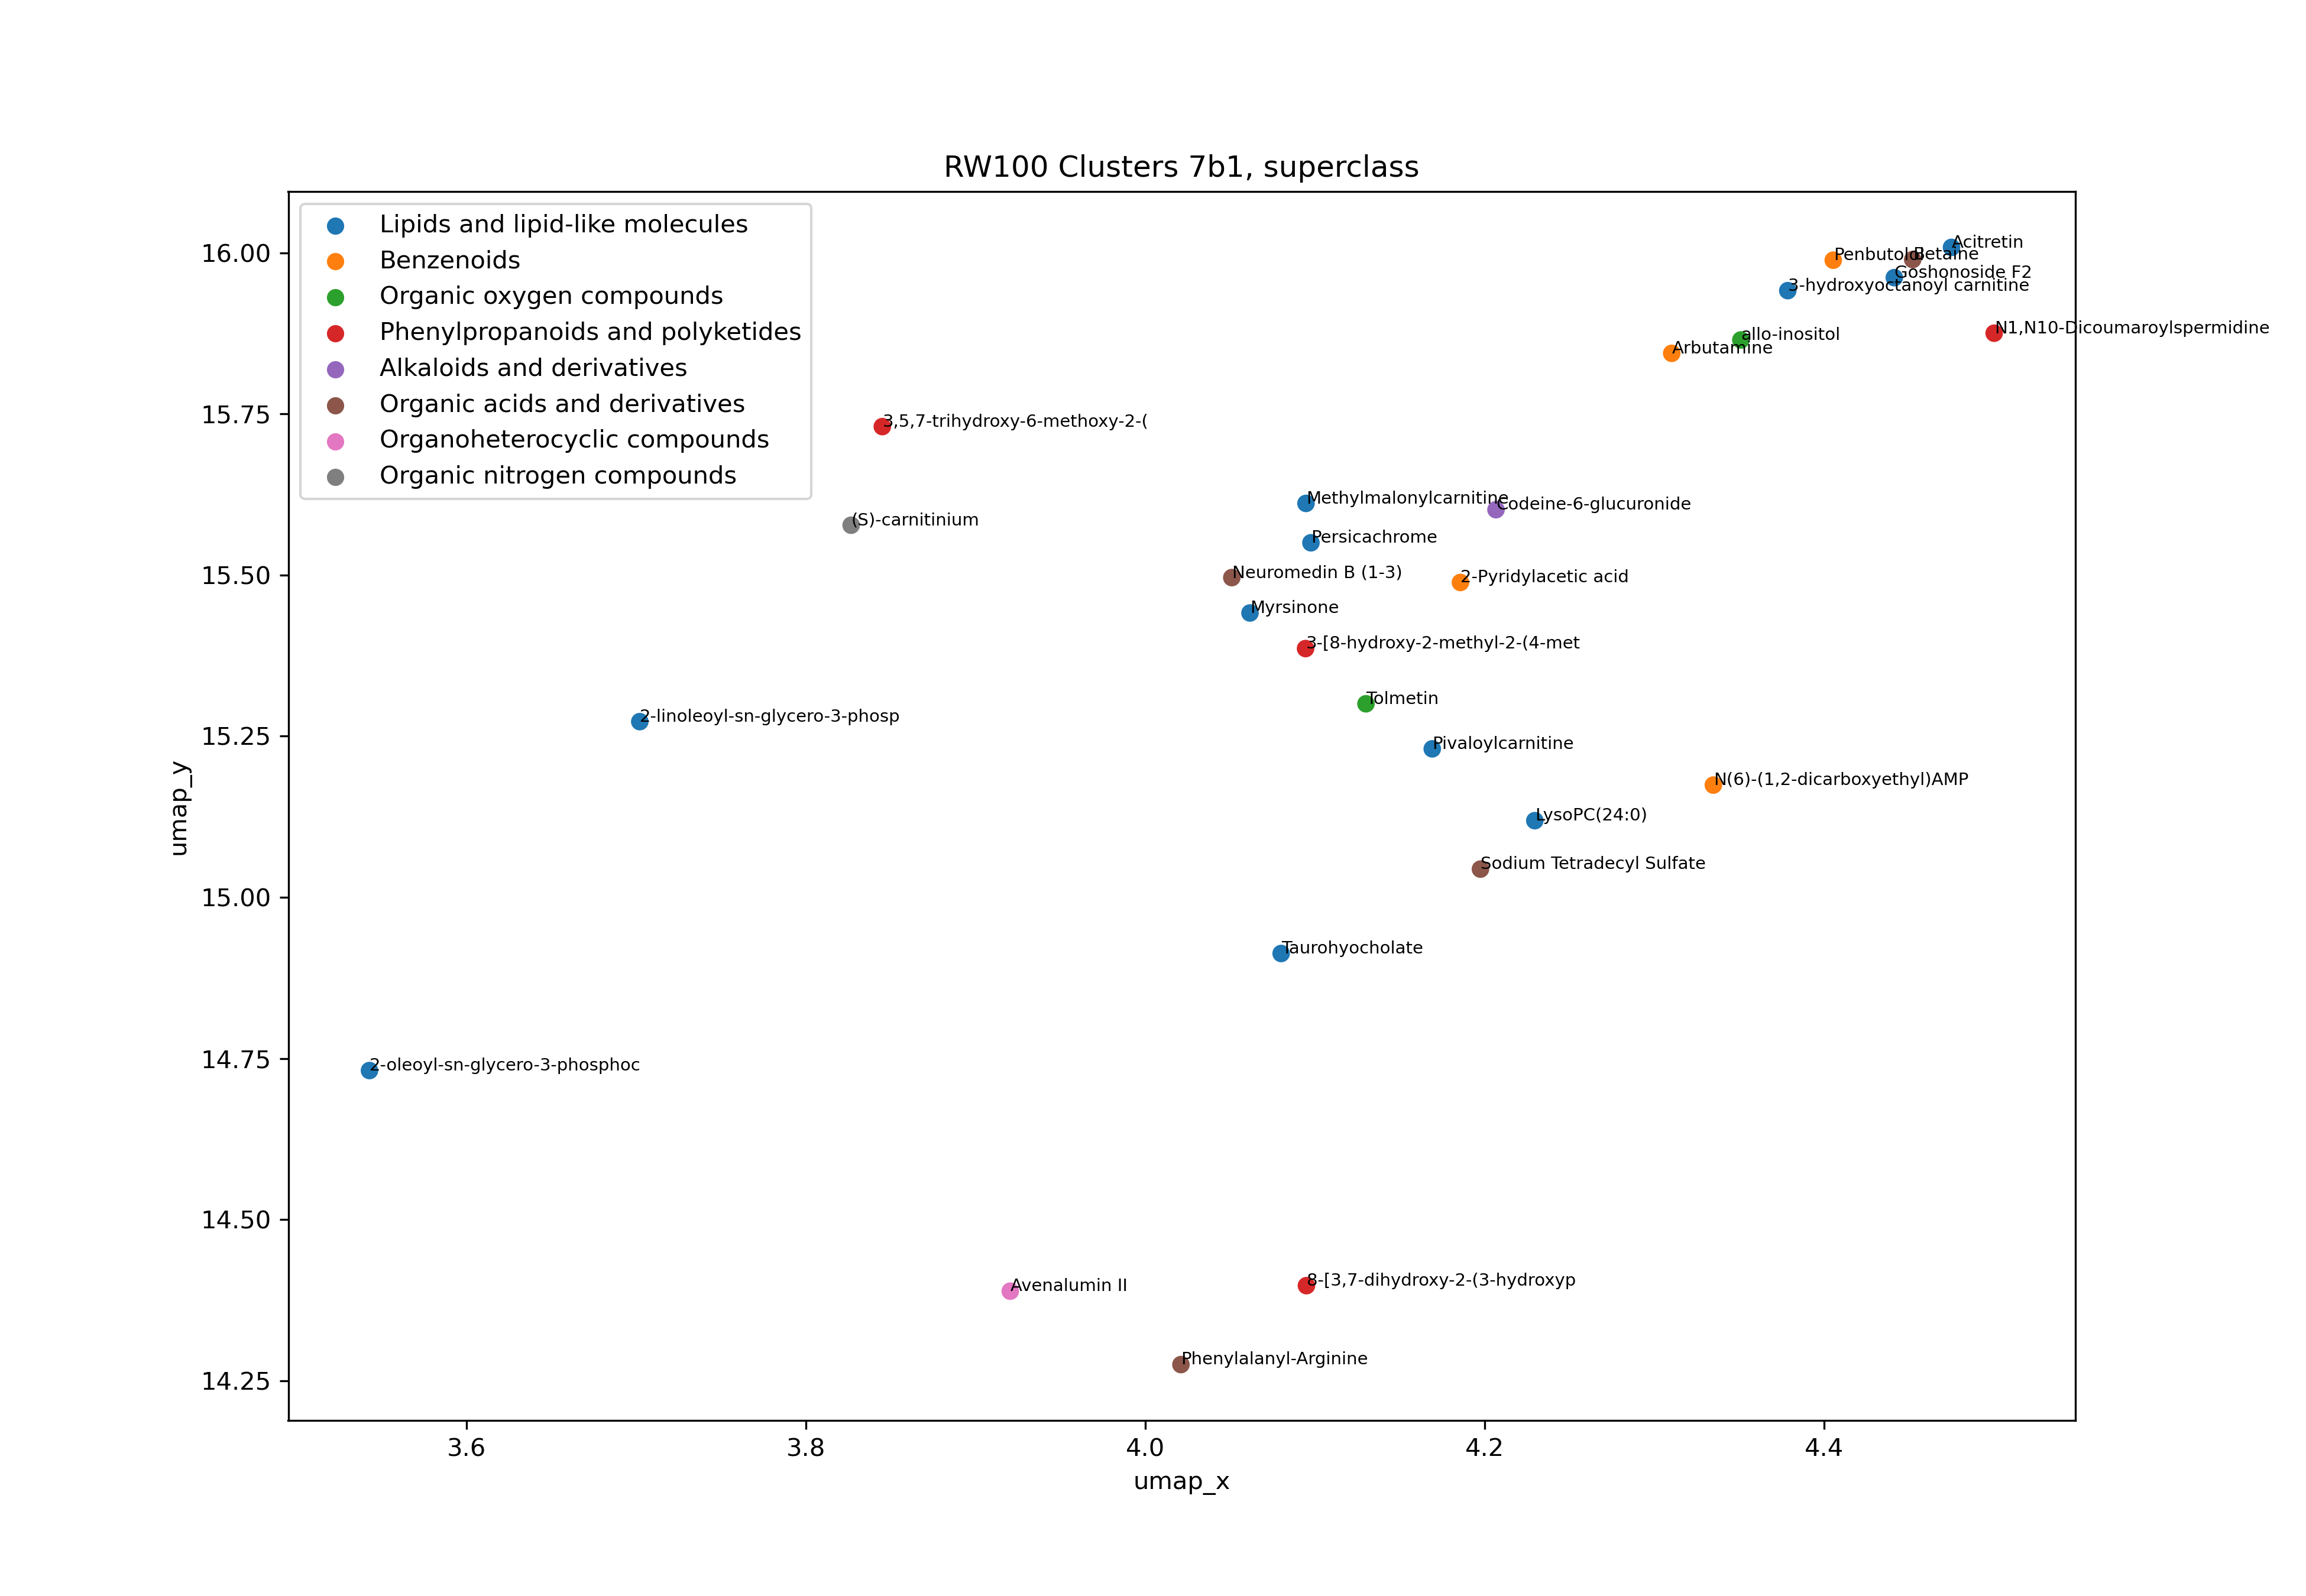 RW100 Clusters 7b1, superclass
Lipids and lipid-like molecules
Benzenoids
Organic oxygen compounds
Phenylpropanoids and polyketides
Alkaloids and derivatives
Organic acids and derivatives
Organoheterocyclic compounds
Organic nitrogen compounds
Acitretin
Penbutolol
Betaine
Goshonoside F2
3-hydroxyoctanoyl carnitine
N1,N10-Dicoumaroylspermidine
allo-inositol
Arbutamine
3,5,7-trihydroxy-6-methoxy-2-(
Methylmalonylcarnitine
Codeine-6-glucuronide
(S)-carnitinium
Persicachrome
Neuromedin B (1-3)
2-Pyridylacetic acid
Myrsinone
3-[8-hydroxy-2-methyl-2-(4-met
Tolmetin
2-linoleoyl-sn-glycero-3-phosp
Pivaloylcarnitine
N(6)-(1,2-dicarboxyethyl)AMP
LysoPC(24:0)
Sodium Tetradecyl Sulfate
Taurohyocholate
2-oleoyl-sn-glycero-3-phosphoc
Avenalumin II
8-[3,7-dihydroxy-2-(3-hydroxyp
Phenylalanyl-Arginine
16.00
15.75
15.50
15.25
15.00
14.75
14.50
14.25
umap_y
3.6 3.8 4.0 4.2 4.4
umap_x